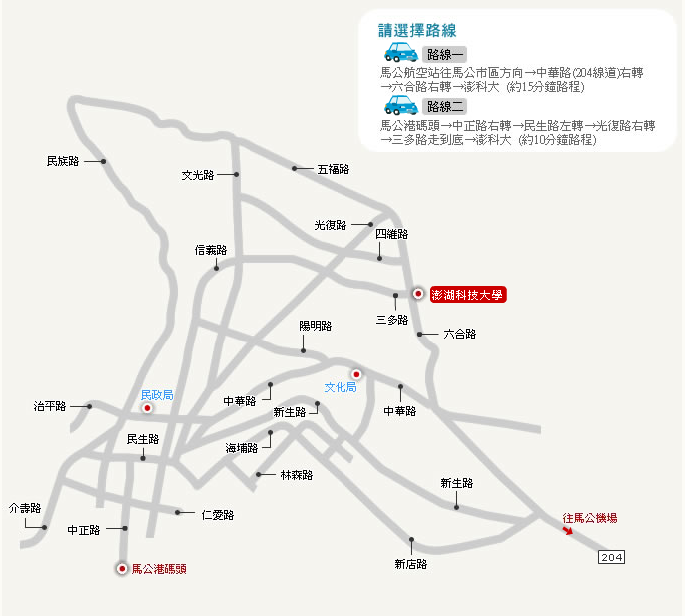 請選擇路線
路線一
馬公航空站往馬公市區方向→中華路(204線道)右轉
→六合路右轉→澎科大 (約15分鐘路程)
路線二
馬公港碼頭→中正路右轉→民生路左轉→光復路右轉
→三多路走到底→澎科大 (約10分鐘路程)
民族路
文光路
五福路
光復路
四維路
信義路
澎湖科技大學
三多路
陽明路
六合路
文化局
民政局
中華路
治平路
新生路
中華路
民生路
海埔路
林森路
新生路
介壽路
仁愛路
中正路
往馬公機場
204
新店路
馬公港碼頭